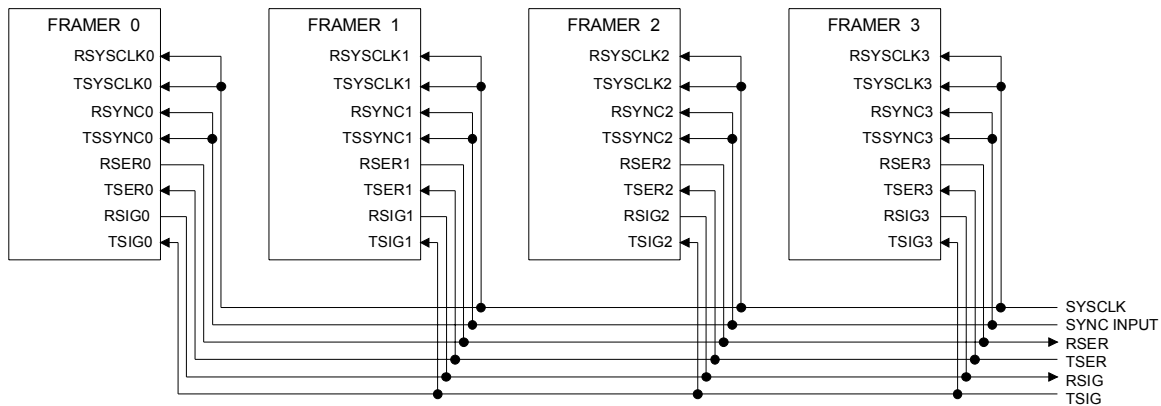 FRAMER 0
RSYSCLK0
TSYSCLK0
RSYNC0
TSSYNC0
RSER0
TSER0
RSIG0
TSIG0
FRAMER 1
RSYSCLK1
TSYSCLK1
RSYNC1
TSSYNC1
RSER1
TSER1
RSIG1
TSIG1
FRAMER 2
RSYSCLK2
TSYSCLK2
RSYNC2
TSSYNC2
RSER2
TSER2
RSIG2
TSIG2
FRAMER 3
RSYSCLK3
TSYSCLK3
RSYNC3
TSSYNC3
RSER3
TSER3
RSIG3
TSIG3
SYSCLK
SYNC INPUT
RSER
TSER
RSIG
TSIG